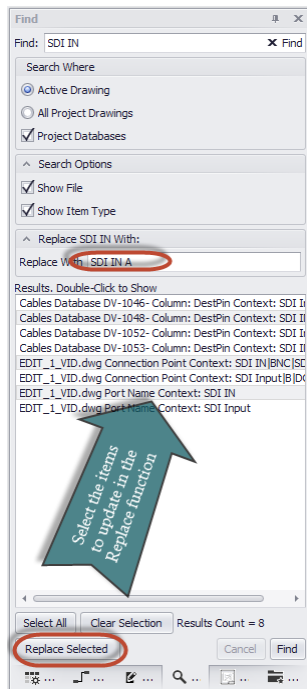 Find
Find: SDI IN × Find
Search Where
Active Drawing
All Project Drawings
Project Databases
Search Options
Show File
Show Item Type
Replace SDI IN With:
Replace With SDI IN A
Results. Double-Click to Show
Cables Database DV-1046- Column: DestPin Context: SDI I
Cables Database DV-1048- Column: DestPin Context: SDI I
Cables Database DV-1052- Column: DestPin Context: SDI I
Cables Database DV-1053- Column: DestPin Context: SDI I
EDIT_1_VID.dwg Connection Point Context: SDI IN|BNC|SD
EDIT_1_VID.dwg Connection Point Context: SDI Input|B|DC
EDIT_1_VID.dwg Port Name Context: SDI IN
EDIT_1_VID.dwg Port Name Context: SDI Input
Select the items
to update in the
Replace function
Select All Clear Selection Results Count = 8
Replace Selected Cancel Find
... ... ... ... ... ...